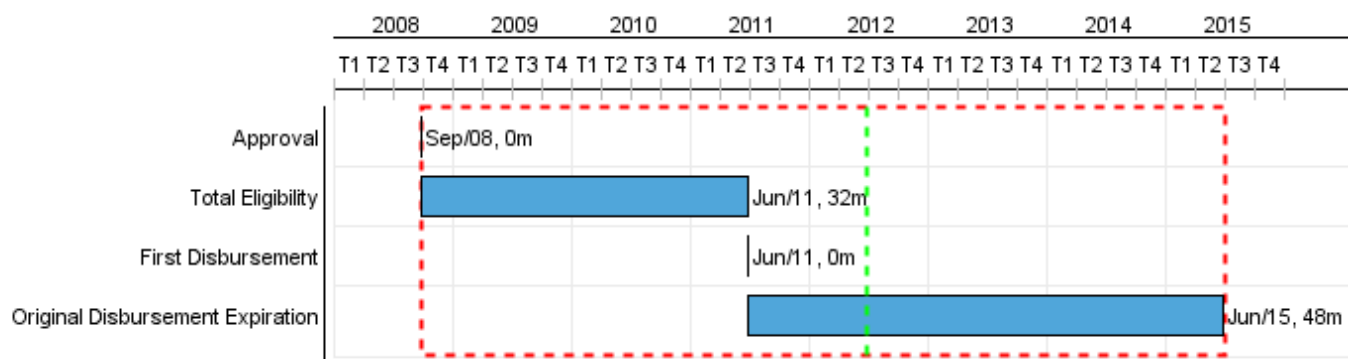 2008 2009 2010 2011 2012 2013 2014 2015
T1 T2 T3 T4 T1 T2 T3 T4 T1 T2 T3 T4 T1 T2 T3 T4 T1 T2 T3 T4 T1 T2 T3 T4 T1 T2 T3 T4 T1 T2 T3 T4
Approval Sep/08, 0m
Total Eligibility Jun/11, 32m
First Disbursement Jun/11, 0m
Original Disbursement Expiration Jun/15, 48m